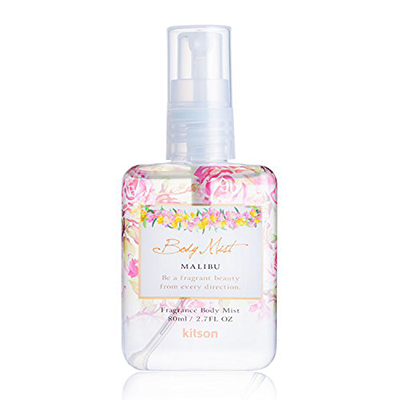 Body Mist
MALIBU
Be a fragrant beauty
from every direction.
Fragrance Body Mist
80ml / 2.7FL OZ
kitson